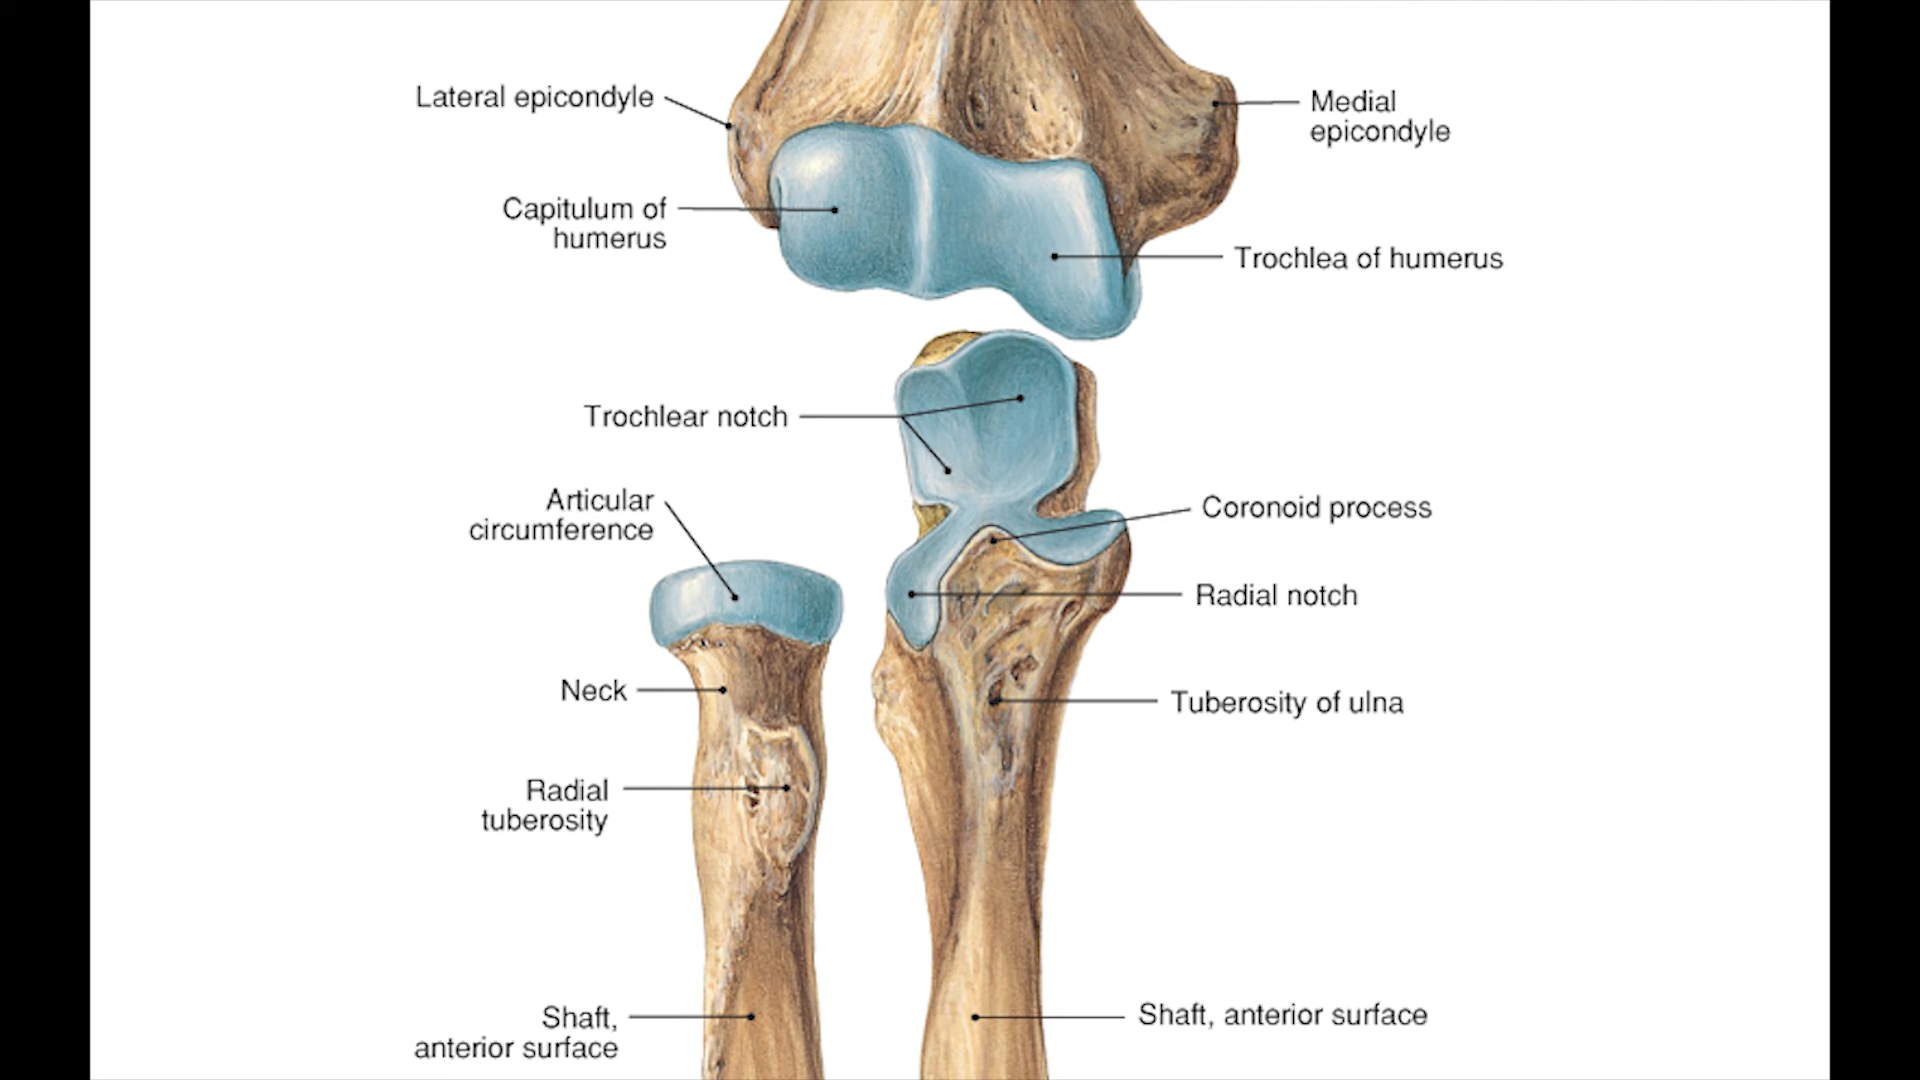 Lateral epicondyle
Medial
epicondyle
Capitulum of
humerus
Trochlea of humerus
Trochlear notch
Articular
circumference
Coronoid process
Radial notch
Neck
Tuberosity of ulna
Radial
tuberosity
Shaft,
anterior surface
Shaft, anterior surface